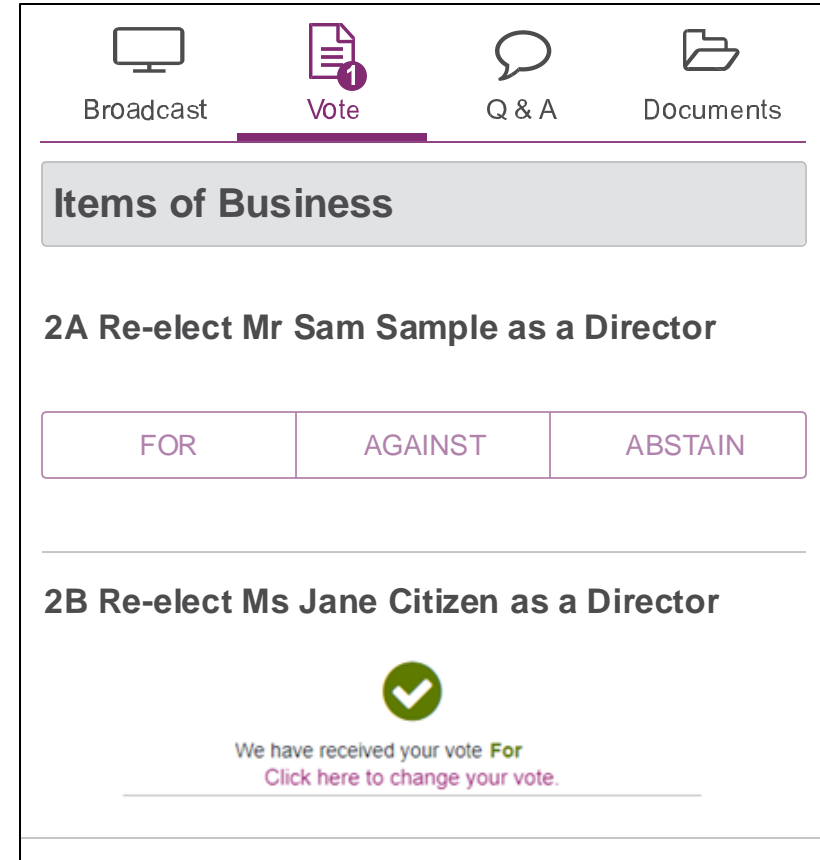 1
Broadcast Vote Q & A Documents
Items of Business
2A Re-elect Mr Sam Sample as a Director
FOR AGAINST ABSTAIN
2B Re-elect Ms Jane Citizen as a Director
We have received your vote For
Click here to change your vote.